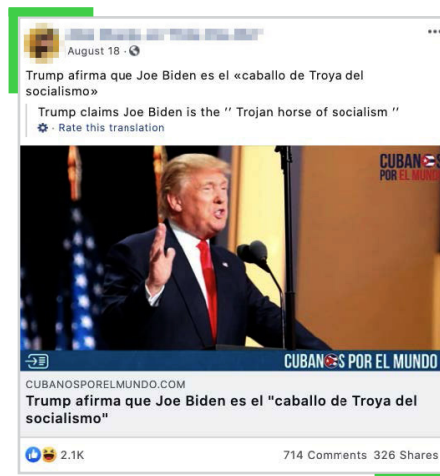 August 18 ·
Trump afirma que Joe Biden es el «caballo de Troya del
socialismo»
Trump claims Joe Biden is the ′′ Trojan horse of socialism ′′
· Rate this translation
CUBANOS
POR EL MUNDO
CUBANOS POR EL MUNDO
CUBANOSPORELMUNDO.COM
Trump afirma que Joe Biden es el "caballo de Troya del
socialismo"
2.1K
714 Comments 326 Shares